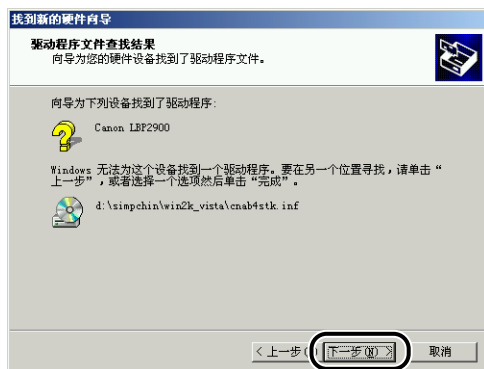 找到新的硬件向导
驱动程序文件查找结果
向导为您的硬件设备找到了驱动程序文件。
向导为下列设备找到了驱动程序:
Canon LBP2900
Windows 无法为这个设备找到一个驱动程序。要在另一个位置寻找，请单击“
上一步”，或者选择一个选项然后单击“完成”。
d:\simpchin\win2k_vista\cnab4stk.inf
< 上一步( 下一步(N) > 取消